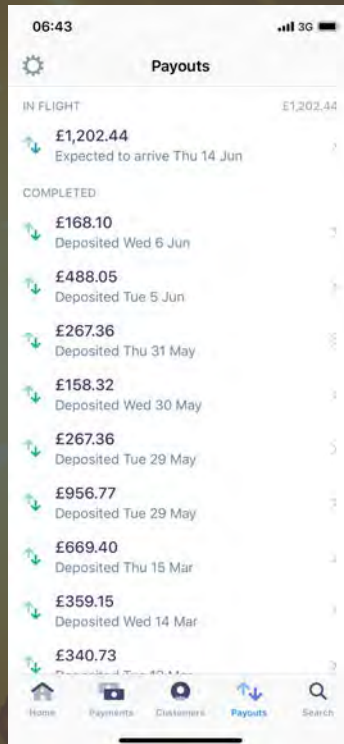 06:43
3G
Payouts
IN FLIGHT £1,202.44
£1,202.44
Expected to arrive Thu 14 Jun
COMPLETED
£168.10
Deposited Wed 6 Jun
£488.05
Deposited Tue 5 Jun
£267.36
Deposited Thu 31 May
£158.32
Deposited Wed 30 May
£267.36
Deposited Tue 29 May
£956.77
Deposited Tue 29 May
£669.40
Deposited Thu 15 Mar
£359.15
Deposited Wed 14 Mar
£340.73
Home Payments Customers Payouts Search